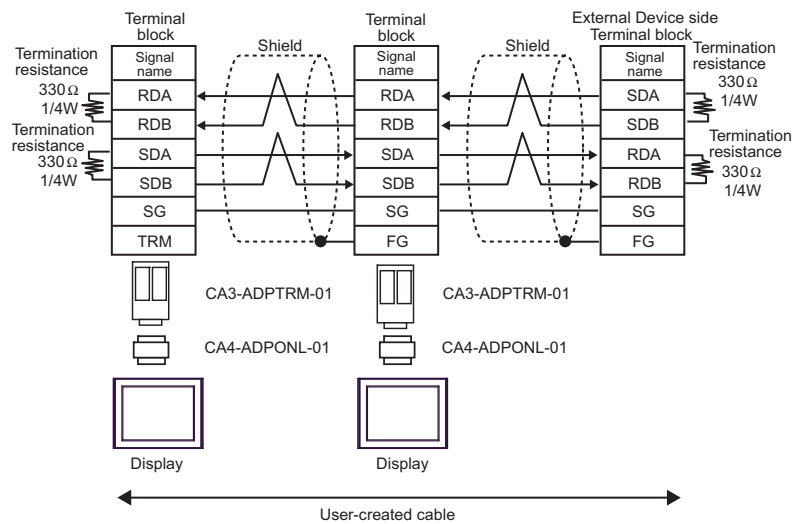 Terminal
block
Terminal
block
External Device side
Terminal block
Termination
resistance
330Ω
1/4W
Termination
resistance
330Ω
1/4W
Signal
name
RDA
RDB
SDA
SDB
SG
TRM
Shield
Signal
name
RDA
RDB
SDA
SDB
SG
FG
Shield
Signal
name
SDA
SDB
RDA
RDB
SG
FG
Termination
resistance
330Ω
1/4W
Termination
resistance
330Ω
1/4W
CA3-ADPTRM-01
CA3-ADPTRM-01
CA4-ADPONL-01
CA4-ADPONL-01
Display
Display
User-created cable